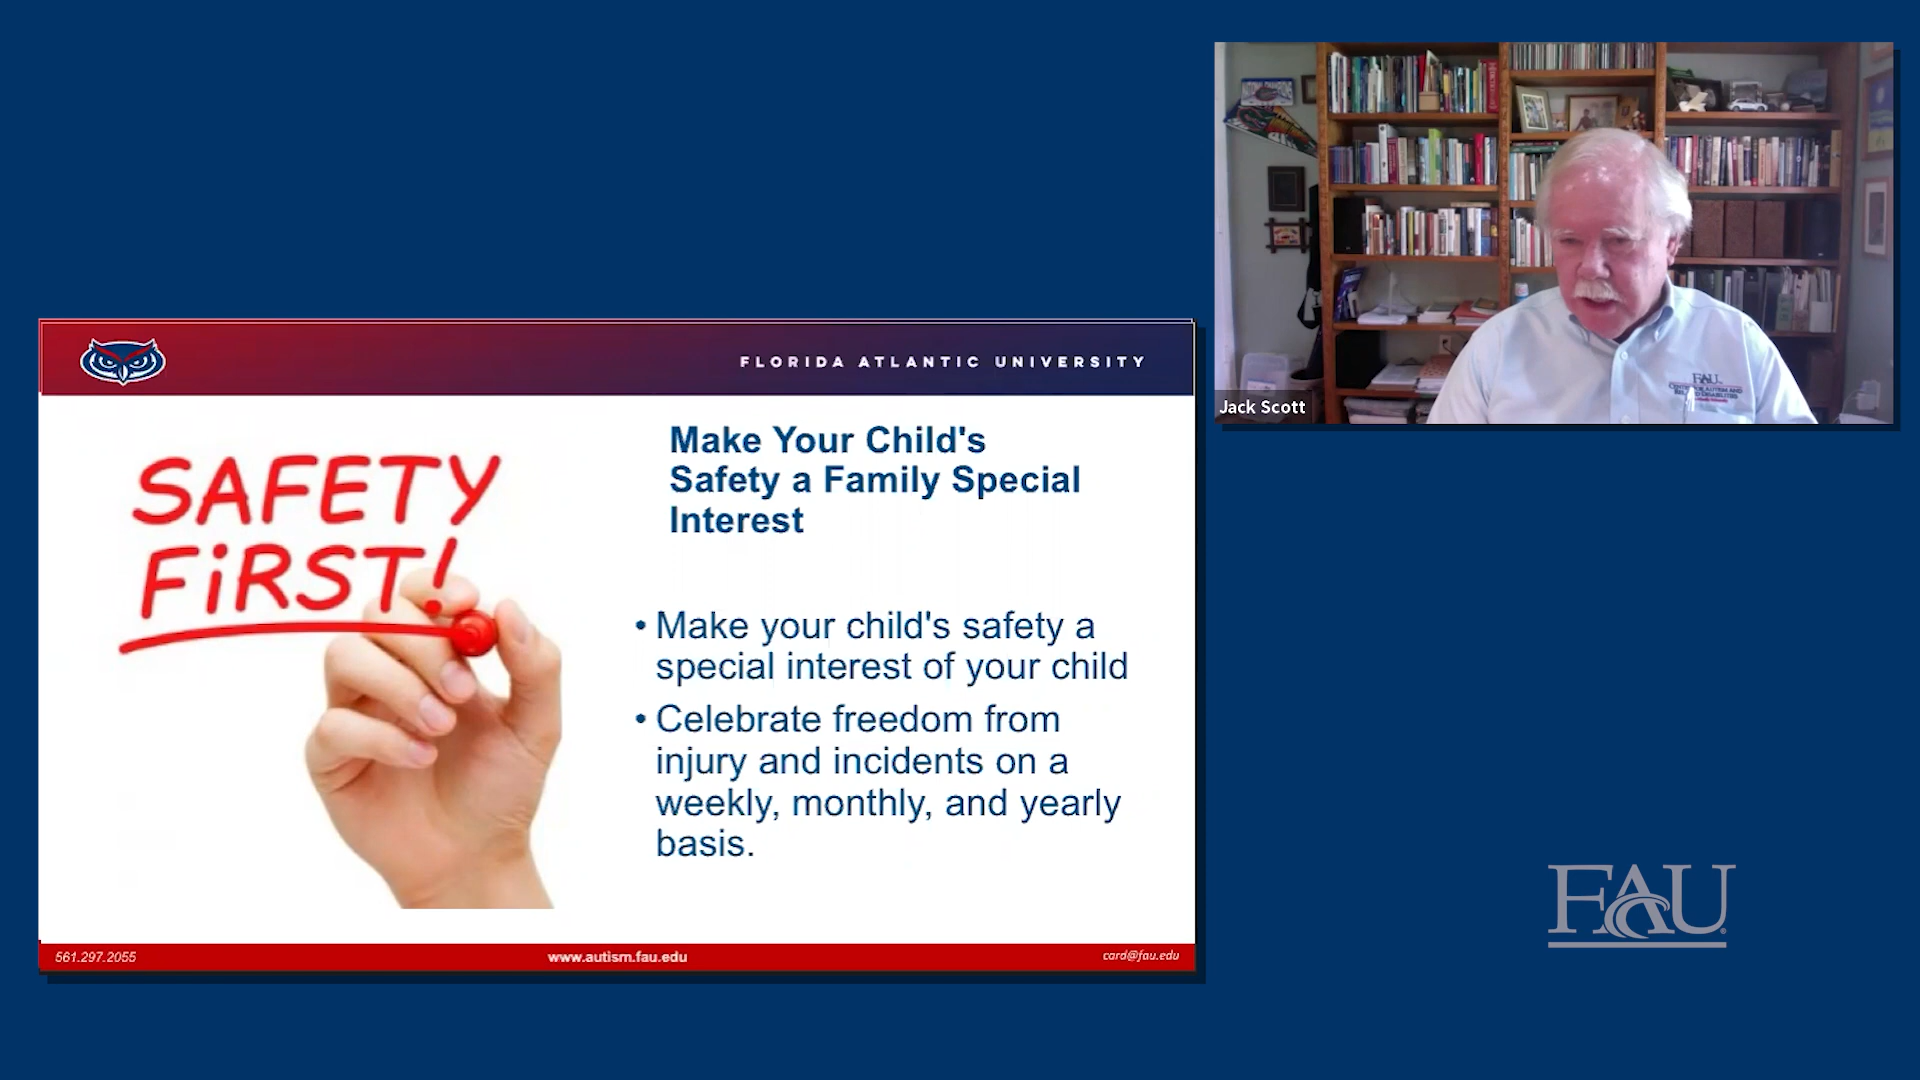 FLORIDA ATLANTIC UNIVERSITY
SAFETY
FiRST!
Make Your Child's
Safety a Family Special
Interest
• Make your child's safety a
special interest of your child
• Celebrate freedom from
injury and incidents on a
weekly, monthly, and yearly
basis.
561.297.2055
www.autism.fau.edu
card@fau.edu
Jack Scott
FAU
FAU